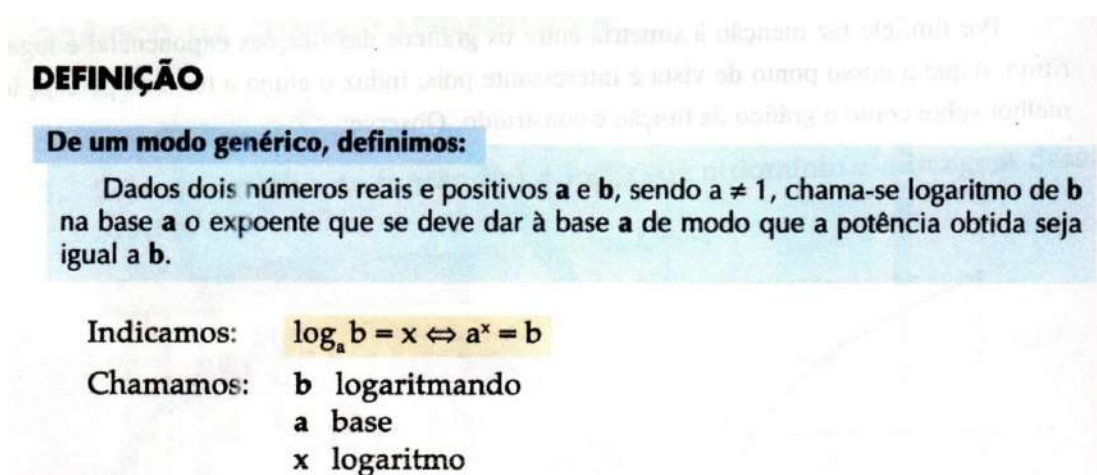 DEFINIÇÃO
De um modo genérico, definimos:
Dados dois números reais e positivos a e b, sendo a ≠ 1, chama-se logaritmo de b
na base a o expoente que se deve dar à base a de modo que a potência obtida seja
igual a b.
Indicamos: logₐ b = x ⇔ aˣ = b
Chamamos: b logaritmando
a base
x logaritmo